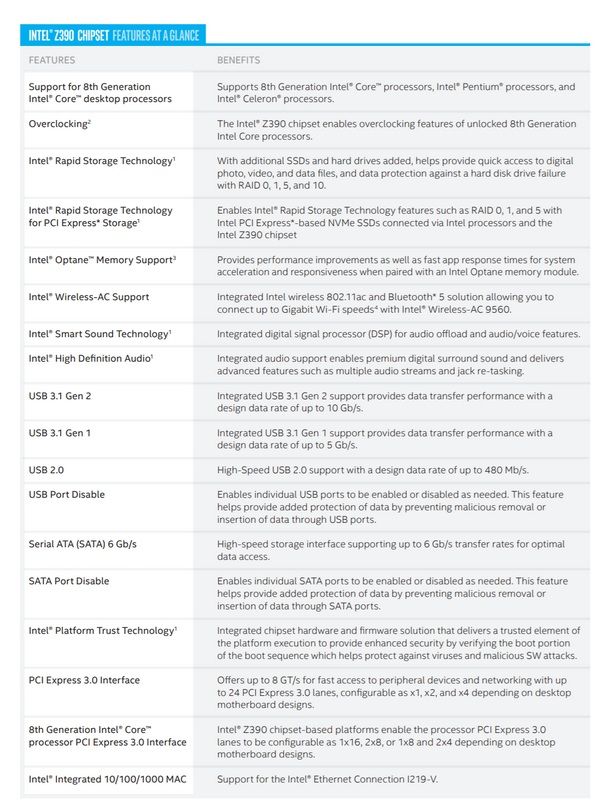 INTEL® Z390 CHIPSET FEATURES AT A GLANCE
FEATURES
BENEFITS
Support for 8th Generation
Intel® Core™ desktop processors
Supports 8th Generation Intel® Core™ processors, Intel® Pentium® processors, and
Intel® Celeron® processors.
Overclocking²
The Intel® Z390 chipset enables overclocking features of unlocked 8th Generation
Intel Core processors.
Intel® Rapid Storage Technology¹
With additional SSDs and hard drives added, helps provide quick access to digital
photo, video, and data files, and data protection against a hard disk drive failure
with RAID 0, 1, 5, and 10.
Intel® Rapid Storage Technology
for PCI Express* Storage¹
Enables Intel® Rapid Storage Technology features such as RAID 0, 1, and 5 with
Intel PCI Express*-based NVMe SSDs connected via Intel processors and the
Intel Z390 chipset
Intel® Optane™ Memory Support³
Provides performance improvements as well as fast app response times for system
acceleration and responsiveness when paired with an Intel Optane memory module.
Intel® Wireless-AC Support
Integrated Intel wireless 802.11ac and Bluetooth* 5 solution allowing you to
connect up to Gigabit Wi-Fi speeds⁴ with Intel® Wireless-AC 9560.
Intel® Smart Sound Technology¹
Integrated digital signal processor (DSP) for audio offload and audio/voice features.
Intel® High Definition Audio¹
Integrated audio support enables premium digital surround sound and delivers
advanced features such as multiple audio streams and jack re-tasking.
USB 3.1 Gen 2
Integrated USB 3.1 Gen 2 support provides data transfer performance with a
design data rate of up to 10 Gb/s.
USB 3.1 Gen 1
Integrated USB 3.1 Gen 1 support provides data transfer performance with a
design data rate of up to 5 Gb/s.
USB 2.0
High-Speed USB 2.0 support with a design data rate of up to 480 Mb/s.
USB Port Disable
Enables individual USB ports to be enabled or disabled as needed. This feature
helps provide added protection of data by preventing malicious removal or
insertion of data through USB ports.
Serial ATA (SATA) 6 Gb/s
High-speed storage interface supporting up to 6 Gb/s transfer rates for optimal
data access.
SATA Port Disable
Enables individual SATA ports to be enabled or disabled as needed. This feature
helps provide added protection of data by preventing malicious removal or
insertion of data through SATA ports.
Intel® Platform Trust Technology¹
Integrated chipset hardware and firmware solution that delivers a trusted element of
the platform execution to provide enhanced security by verifying the boot portion
of the boot sequence which helps protect against viruses and malicious SW attacks.
PCI Express 3.0 Interface
Offers up to 8 GT/s for fast access to peripheral devices and networking with up
to 24 PCI Express 3.0 lanes, configurable as x1, x2, and x4 depending on desktop
motherboard designs.
8th Generation Intel® Core™
processor PCI Express 3.0 Interface
Intel® Z390 chipset-based platforms enable the processor PCI Express 3.0
lanes to be configurable as 1x16, 2x8, or 1x8 and 2x4 depending on desktop
motherboard designs.
Intel® Integrated 10/100/1000 MAC
Support for the Intel® Ethernet Connection I219-V.